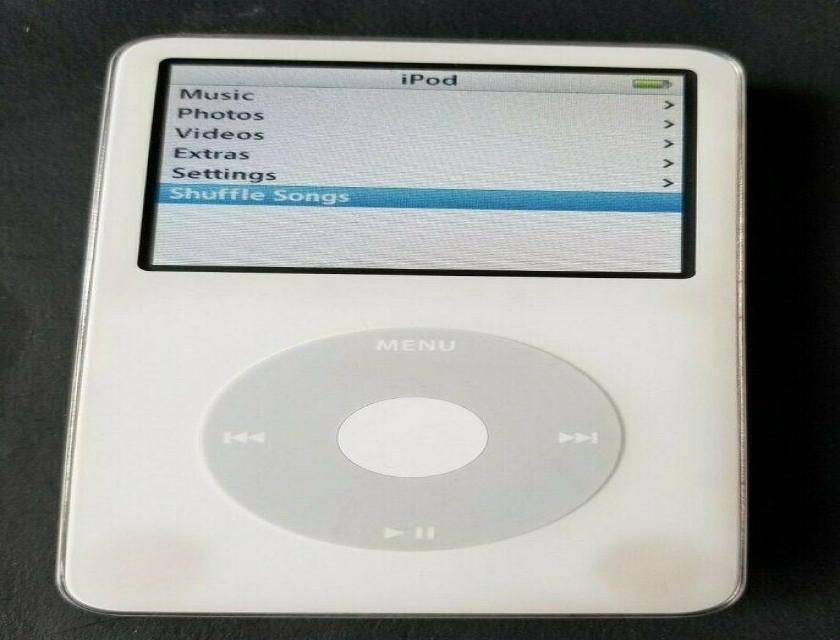 iPod
Music
Photos
Videos
Extras
Settings
Shuffle Songs
MENU